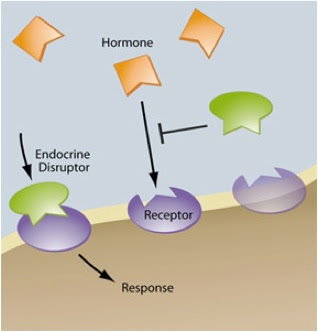 Hormone
Endocrine
Disruptor
Receptor
Response